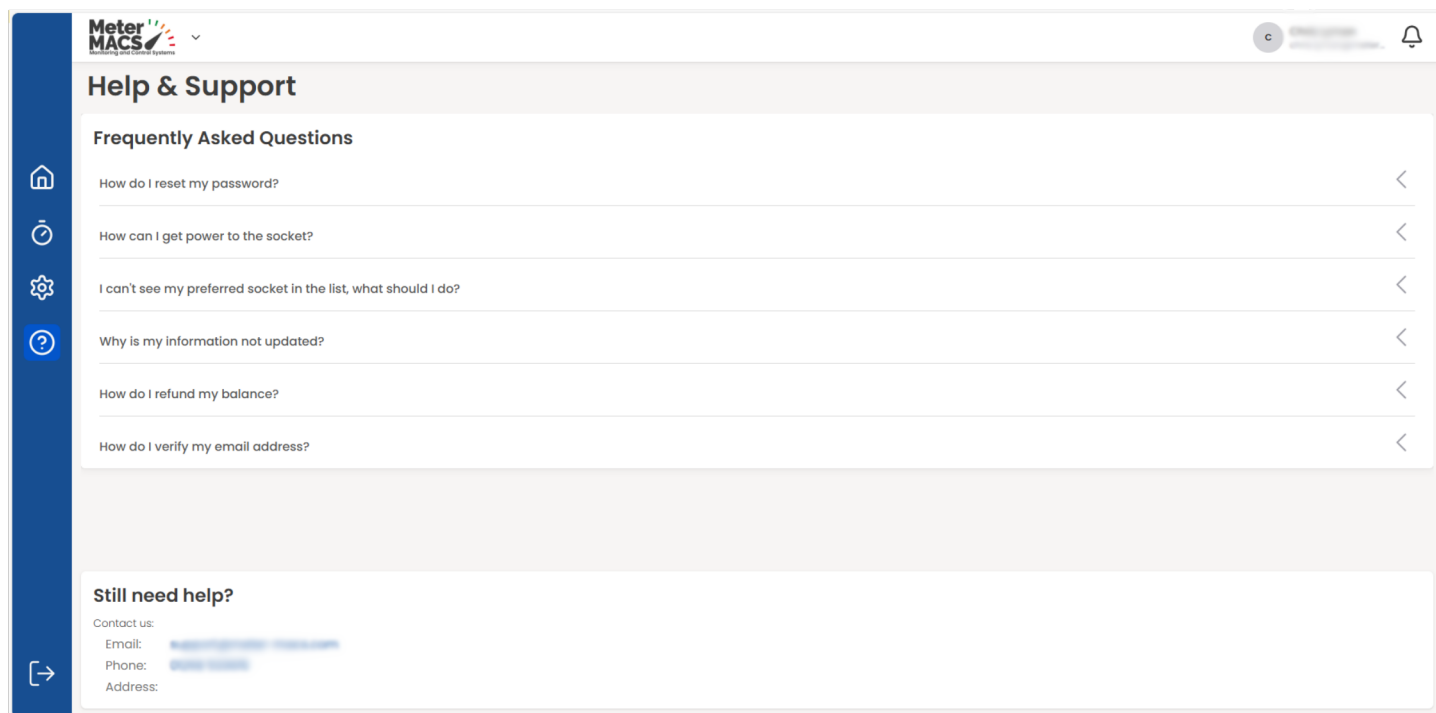 Meter
MACS
Monitoring and Control Systems
C
Help & Support
Frequently Asked Questions
How do I reset my password?
How can I get power to the socket?
I can't see my preferred socket in the list, what should I do?
Why is my information not updated?
How do I refund my balance?
How do I verify my email address?
Still need help?
Contact us:
Email:
Phone:
Address: